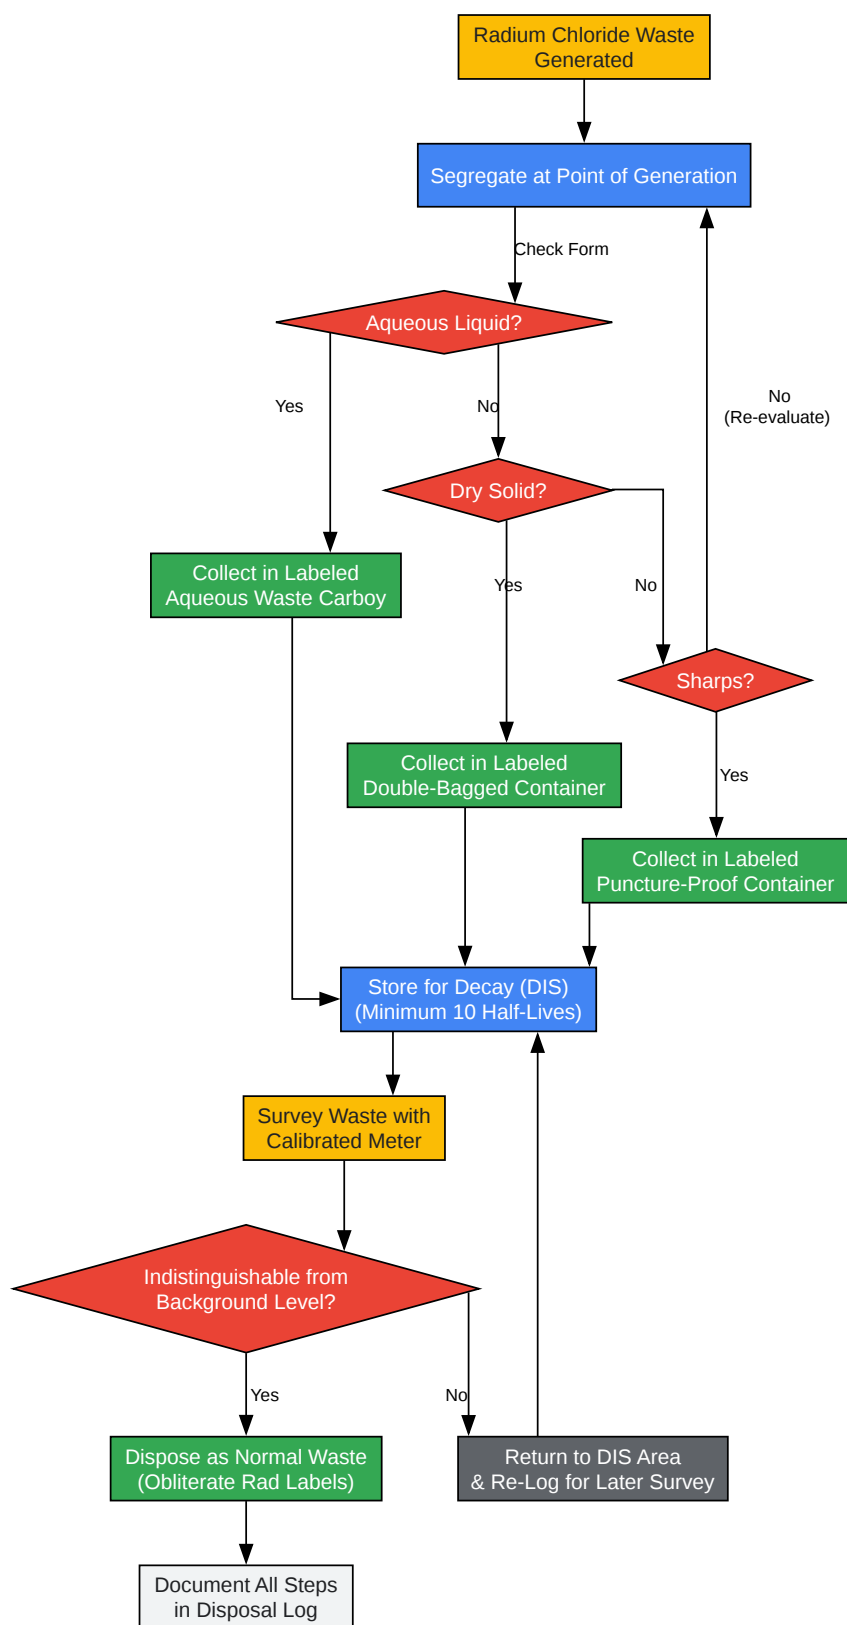 Radium Chloride Waste
Generated
Segregate at Point of Generation
Check Form
Aqueous Liquid?
Yes
No
No
(Re-evaluate)
Dry Solid?
Collect in Labeled
Aqueous Waste Carboy
Yes
No
Sharps?
Collect in Labeled
Double-Bagged Container
Yes
Collect in Labeled
Puncture-Proof Container
Store for Decay (DIS)
(Minimum 10 Half-Lives)
Survey Waste with
Calibrated Meter
Indistinguishable from
Background Level?
Yes
No
Dispose as Normal Waste
(Obliterate Rad Labels)
Return to DIS Area
& Re-Log for Later Survey
Document All Steps
in Disposal Log